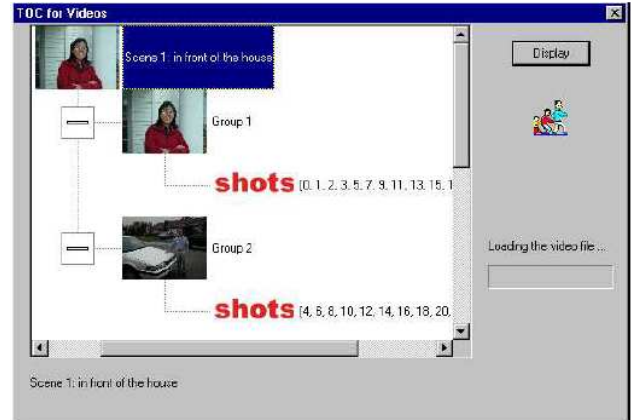 TOC for Videos
Scene 1: in front of the house
Display
Group 1
shots [0, 1, 2, 3, 5, 7, 9, 11, 13, 15, 1
Group 2
Loading the video file ...
shots [4, 6, 8, 10, 12, 14, 16, 18, 20,
Scene 1: in front of the house